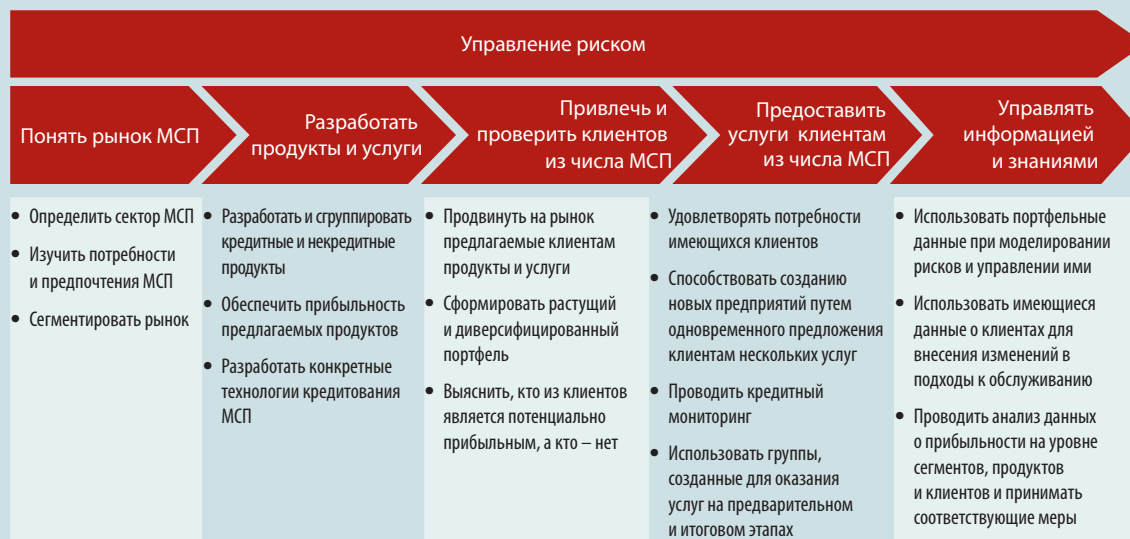 Управление риском
Понять рынок МСП
Разработать
продукты и услуги
Привлечь и
проверить клиентов
из числа МСП
Предоставить
услуги клиентам
из числа МСП
Управлять
информацией
и знаниями
• Определить сектор МСП
• Изучить потребности
и предпочтения МСП
• Сегментировать рынок
• Разработать и сгруппировать
кредитные и некредитные
продукты
• Обеспечить прибыльность
предлагаемых продуктов
• Разработать конкретные
технологии кредитования
МСП
• Продвинуть на рынок
предлагаемые клиентам
продукты и услуги
• Сформировать растущий
и диверсифицированный
портфель
• Выяснить, кто из клиентов
является потенциально
прибыльным, а кто – нет
• Удовлетворять потребности
имеющихся клиентов
• Способствовать созданию
новых предприятий путем
одновременного предложения
клиентам нескольких услуг
• Проводить кредитный
мониторинг
• Использовать группы,
созданные для оказания
услуг на предварительном
и итоговом этапах
• Использовать портфельные
данные при моделировании
рисков и управлении ими
• Использовать имеющиеся
данные о клиентах для
внесения изменений в
подходы к обслуживанию
• Проводить анализ данных
о прибыльности на уровне
сегментов, продуктов
и клиентов и принимать
соответствующие меры